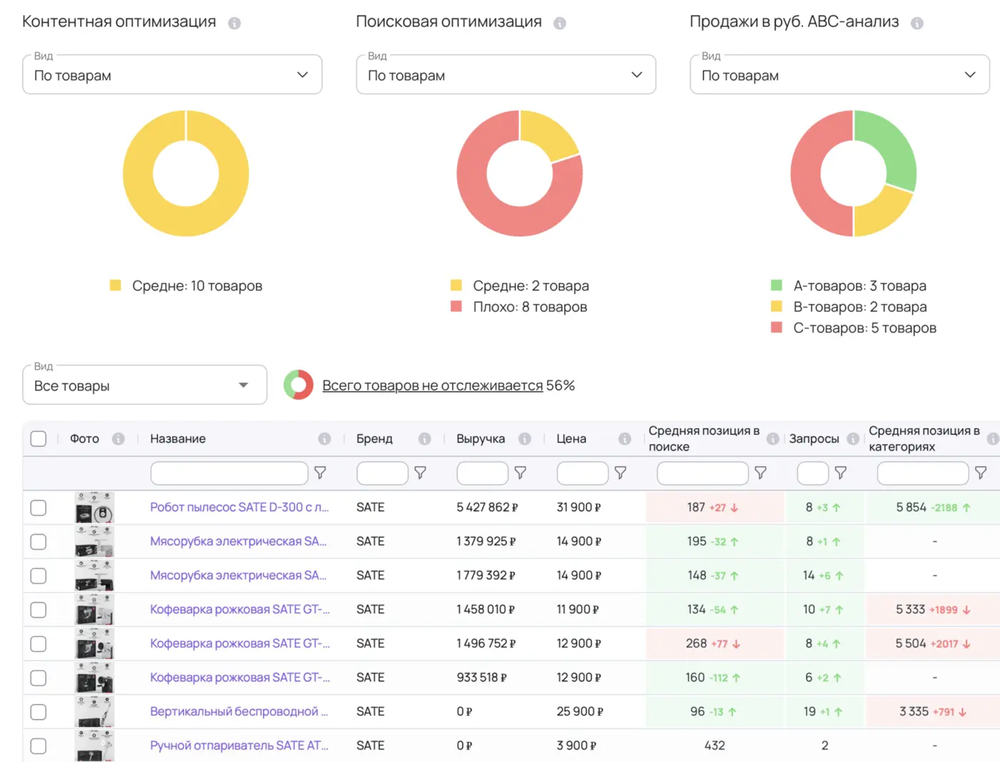 Контентная оптимизация
Поисковая оптимизация
Продажи в руб. ABC-анализ
Вид
По товарам
Вид
По товарам
Вид
По товарам
Средне: 10 товаров
Средне: 2 товара
Плохо: 8 товаров
А-товаров: 3 товара
В-товаров: 2 товара
С-товаров: 5 товаров
Вид
Все товары
Всего товаров не отслеживается 56%
Фото Название Бренд Выручка Цена Средняя позиция в поиске Запросы Средняя позиция в категориях
Робот пылесос SATE D-300 с л... SATE 5 427 862 ₽ 31 900 ₽ 187 +27 ↓ 8 +3 ↑ 5 854 -2188 ↑
Мясорубка электрическая SA... SATE 1 379 925 ₽ 14 900 ₽ 195 -32 ↑ 8 +1 ↑ -
Мясорубка электрическая SA... SATE 1 779 392 ₽ 14 900 ₽ 148 -37 ↑ 14 +6 ↑ -
Кофеварка рожковая SATE GT-... SATE 1 458 010 ₽ 11 900 ₽ 134 -54 ↑ 10 +7 ↑ 5 333 +1899 ↓
Кофеварка рожковая SATE GT-... SATE 1 496 752 ₽ 12 900 ₽ 268 +77 ↓ 8 +4 ↑ 5 504 +2017 ↓
Кофеварка рожковая SATE GT-... SATE 933 518 ₽ 12 900 ₽ 160 -112 ↑ 6 +2 ↑ -
Вертикальный беспроводной ... SATE 0 ₽ 25 900 ₽ 96 -13 ↑ 19 +1 ↑ 3 335 +791 ↓
Ручной отпариватель SATE AT... SATE 0 ₽ 3 900 ₽ 432 2 -